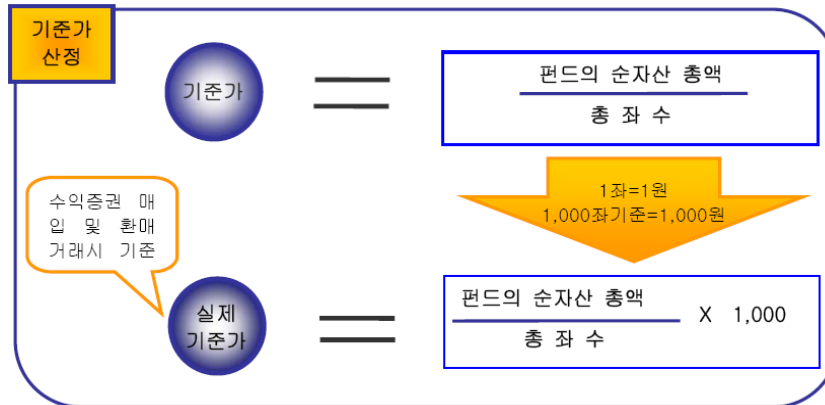 기준가
산정
기준가
펀드의 순자산 총액
총 좌 수
1좌=1원
1,000좌기준=1,000원
수익증권 매
입 및 환매
거래시 기준
실제
기준가
펀드의 순자산 총액
총 좌 수
X 1,000